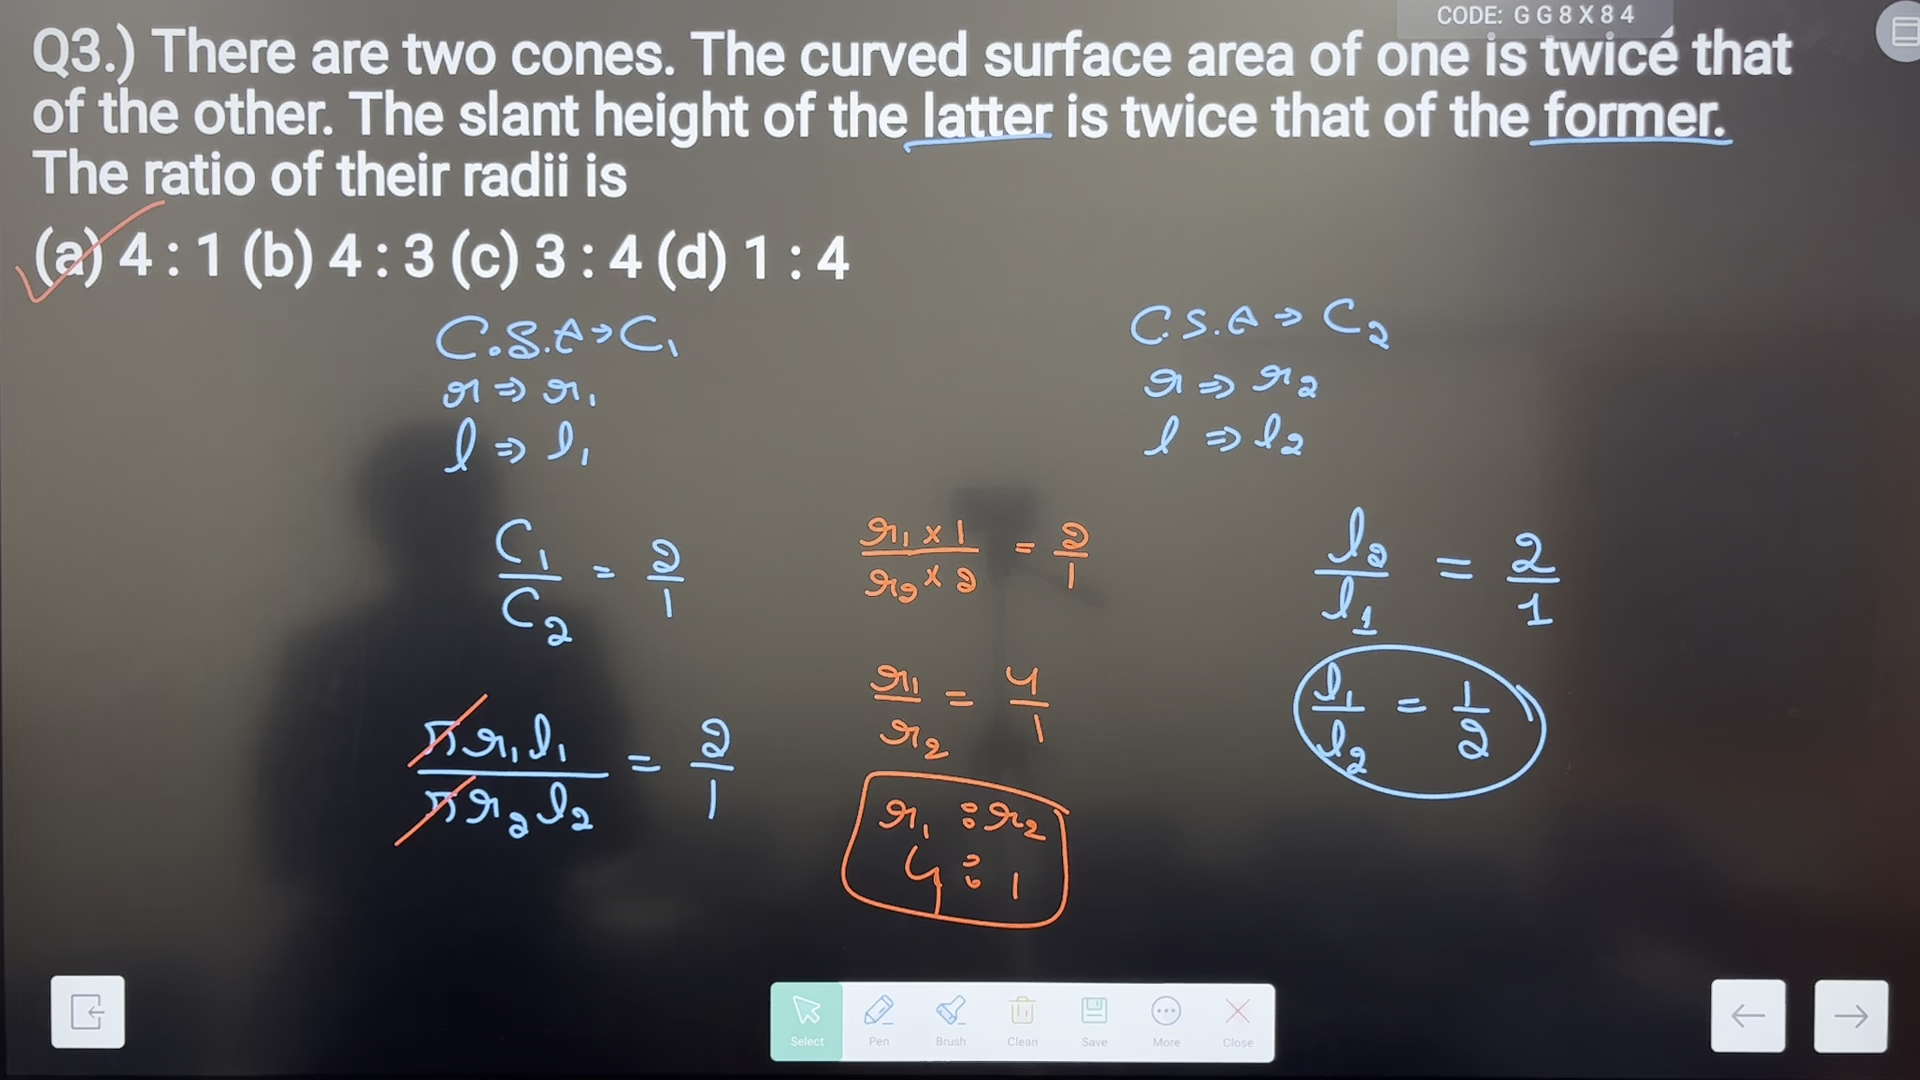 CODE: GG8X84
Q3.) There are two cones. The curved surface area of one is twice that
of the other. The slant height of the latter is twice that of the former.
The ratio of their radii is
(a) 4 : 1 (b) 4 : 3 (c) 3 : 4 (d) 1 : 4
C.S.A ⇒ C₁
r ⇒ r₁
l ⇒ l₁
C.S.A ⇒ C₂
r ⇒ r₂
l ⇒ l₂
C₁/C₂ = 2/1
πr₁l₁/πr₂l₂ = 2/1
r₁ × 1/r₂ × 2 = 2/1
r₁/r₂ = 4/1
r₁ : r₂
4 : 1
l₂/l₁ = 2/1
l₁/l₂ = 1/2
Select Pen Brush Clean Save More Close